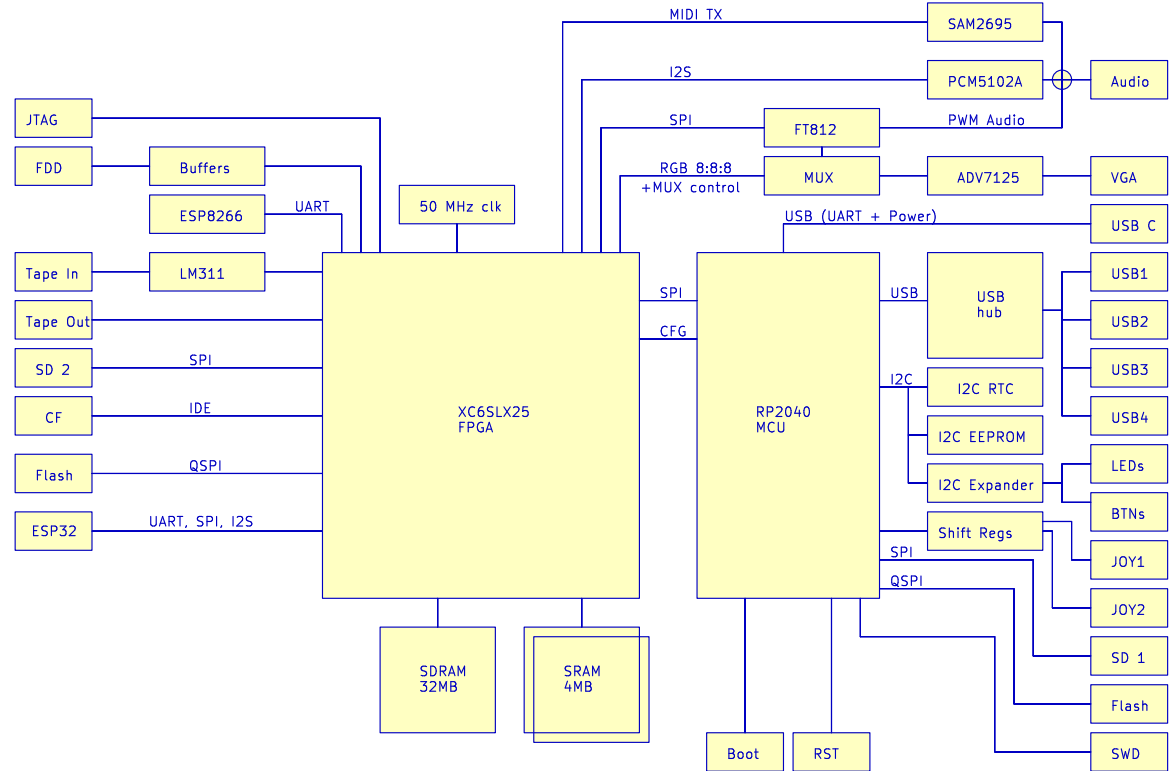 MIDI TX
SAM2695
I2S
PCM5102A
Audio
JTAG
SPI
FT812
PWM Audio
FDD
Buffers
RGB 8:8:8
+MUX control
MUX
ADV7125
VGA
ESP8266
UART
50 MHz clk
USB (UART + Power)
USB C
Tape In
LM311
SPI
USB
USB
hub
USB1
Tape Out
CFG
USB2
SD 2
SPI
I2C
I2C RTC
USB3
CF
IDE
XC6SLX25
FPGA
RP2040
MCU
I2C EEPROM
USB4
Flash
QSPI
I2C Expander
LEDs
BTNs
ESP32
UART, SPI, I2S
Shift Regs
SPI
JOY1
QSPI
JOY2
SDRAM
32MB
SRAM
4MB
SD 1
Flash
Boot
RST
SWD